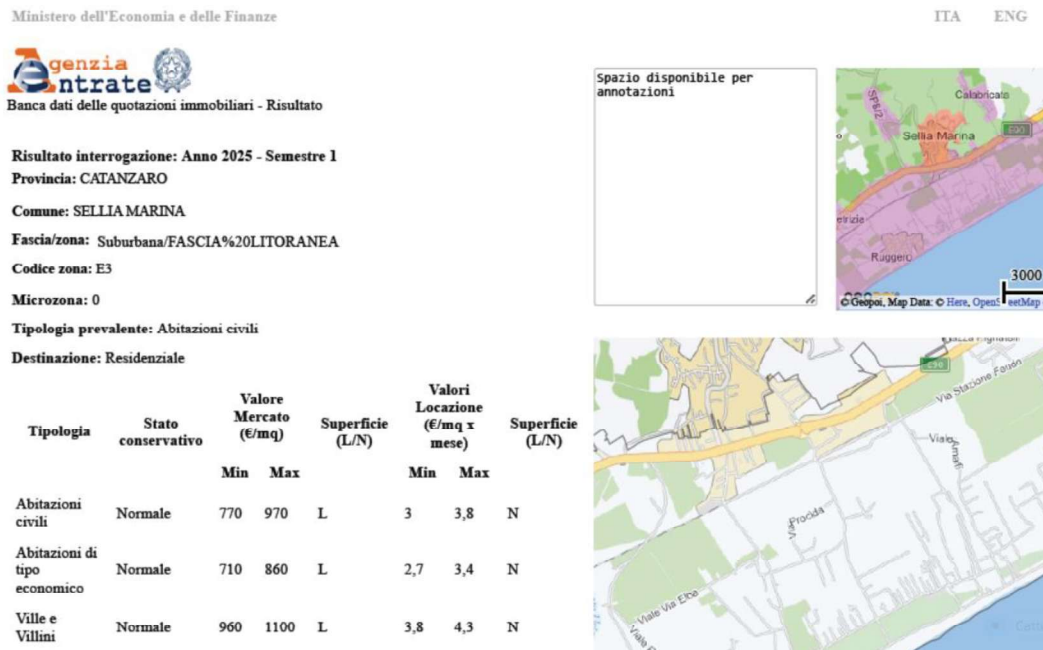 Ministero dell'Economia e delle Finanze
ITA ENG
Agenzia
Entrate
Banca dati delle quotazioni immobiliari - Risultato
Risultato interrogazione: Anno 2025 - Semestre 1
Provincia: CATANZARO
Comune: SELLIA MARINA
Fascia/zona: Suburbana/FASCIA%20LITORANEA
Codice zona: E3
Microzona: 0
Tipologia prevalente: Abitazioni civili
Destinazione: Residenziale
Spazio disponibile per
annotazioni
SP8/2
Calabricata
Sellia Marina
Ruggero
3000
© Geopoi, Map Data: © Here,
Tipologia
Stato
conservativo
Valore
Mercato
(€/mq)
Superficie
(L/N)
Valori
Locazione
(€/mq x
mese)
Superficie
(L/N)
Min Max Min Max
Abitazioni
civili
Normale 770 970 L 3 3,8 N
Abitazioni di
tipo
economico
Normale 710 860 L 2,7 3,4 N
Ville e
Villini
Normale 960 1100 L 3,8 4,3 N
Via Stazione
Viale Amalfi
Via Procida
Viale Via Elba